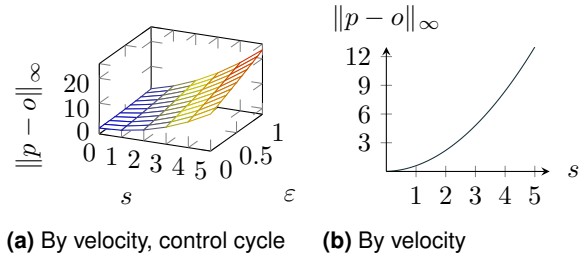 ‖p − o‖∞
20
10
0
0 1 2 3 4 5
s
0 0.5 1
ε
(a) By velocity, control cycle
‖p − o‖∞
12
9
6
3
1 2 3 4 5
s
(b) By velocity